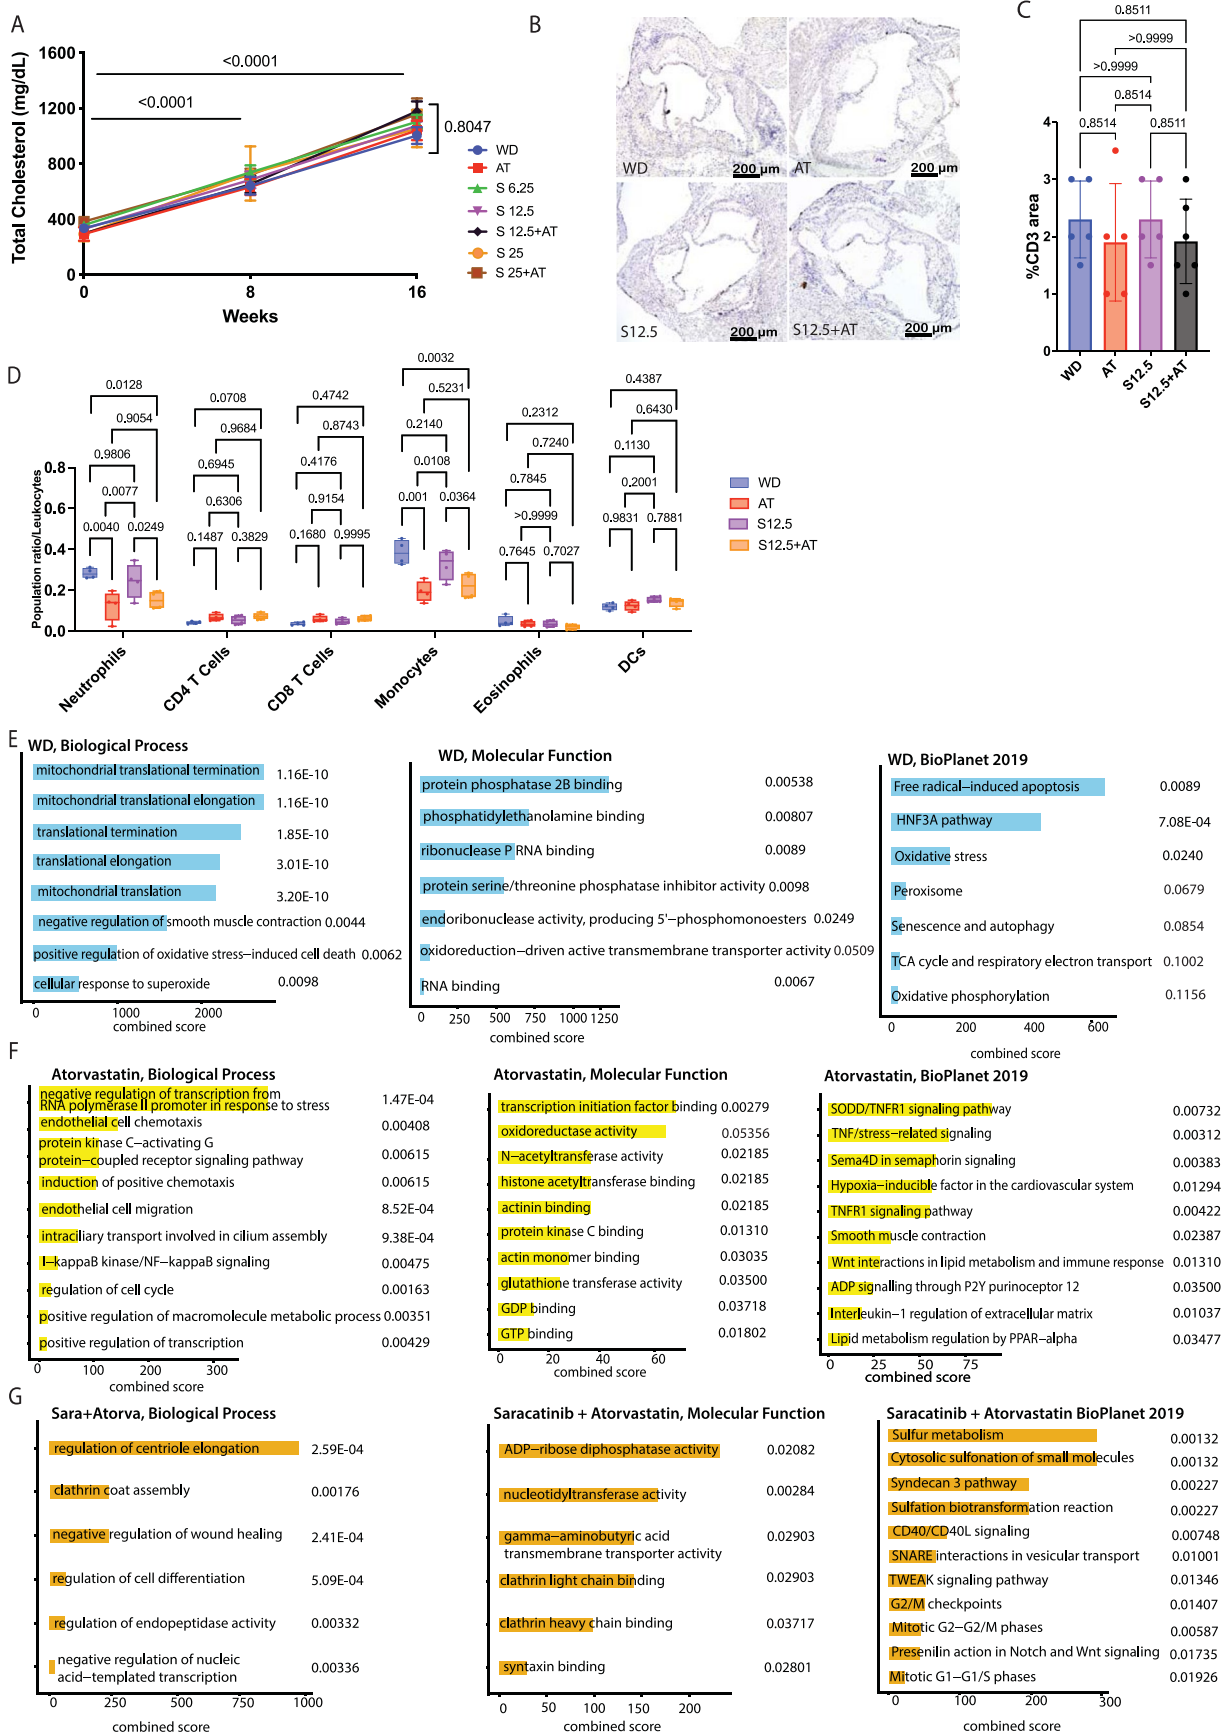 A
Total Cholesterol (mg/dL)
1600
1200
800
400
0
<0.0001
<0.0001
0.8047
0
8
16
Weeks
WD
AT
S 6.25
S 12.5
S 12.5+AT
S 25
S 25+AT
B
WD
200 µm
AT
200 µm
S12.5
200 µm
S12.5+AT
200 µm
C
0.8511
>0.9999
>0.9999
0.8514
0.8514
0.8511
%CD3 area
4
3
2
1
0
WD
AT
S12.5
S12.5+AT
D
Population ratio/Leukocytes
0.8
0.6
0.4
0.2
0.0
0.0128
0.9054
0.9806
0.0077
0.0040
0.0249
0.0708
0.9684
0.6945
0.6306
0.1487
0.3829
0.4742
0.8743
0.4176
0.9154
0.1680
0.9995
0.0032
0.5231
0.2140
0.0108
0.001
0.0364
0.2312
0.7240
0.7845
>0.9999
0.7645
0.7027
0.4387
0.6430
0.1130
0.2001
0.9831
0.7881
Neutrophils
CD4 T Cells
CD8 T Cells
Monocytes
Eosinophils
DCs
WD
AT
S12.5
S12.5+AT
E
WD, Biological Process
mitochondrial translational termination 1.16E-10
mitochondrial translational elongation 1.16E-10
translational termination 1.85E-10
translational elongation 3.01E-10
mitochondrial translation 3.20E-10
negative regulation of smooth muscle contraction 0.0044
positive regulation of oxidative stress−induced cell death 0.0062
cellular response to superoxide 0.0098
0 1000 2000
combined score
WD, Molecular Function
protein phosphatase 2B binding 0.00538
phosphatidylethanolamine binding 0.00807
ribonuclease P RNA binding 0.0089
protein serine/threonine phosphatase inhibitor activity 0.0098
endoribonuclease activity, producing 5'−phosphomonoesters 0.0249
oxidoreduction−driven active transmembrane transporter activity 0.0509
RNA binding 0.0067
0 250 500 750 1000 1250
combined score
WD, BioPlanet 2019
Free radical−induced apoptosis 0.0089
HNF3A pathway 7.08E-04
Oxidative stress 0.0240
Peroxisome 0.0679
Senescence and autophagy 0.0854
TCA cycle and respiratory electron transport 0.1002
Oxidative phosphorylation 0.1156
0 200 400 600
combined score
F
Atorvastatin, Biological Process
negative regulation of transcription from
RNA polymerase II promoter in response to stress 1.47E-04
endothelial cell chemotaxis 0.00408
protein kinase C−activating G
protein−coupled receptor signaling pathway 0.00615
induction of positive chemotaxis 0.00615
endothelial cell migration 8.52E-04
intraciliary transport involved in cilium assembly 9.38E-04
I−kappaB kinase/NF−kappaB signaling 0.00475
regulation of cell cycle 0.00163
positive regulation of macromolecule metabolic process 0.00351
positive regulation of transcription 0.00429
0 100 200 300
combined score
Atorvastatin, Molecular Function
transcription initiation factor binding 0.00279
oxidoreductase activity 0.05356
N−acetyltransferase activity 0.02185
histone acetyltransferase binding 0.02185
actinin binding 0.02185
protein kinase C binding 0.01310
actin monomer binding 0.03035
glutathione transferase activity 0.03500
GDP binding 0.03718
GTP binding 0.01802
0 20 40 60
combined score
Atorvastatin, BioPlanet 2019
SODD/TNFR1 signaling pathway 0.00732
TNF/stress−related signaling 0.00312
Sema4D in semaphorin signaling 0.00383
Hypoxia−inducible factor in the cardiovascular system 0.01294
TNFR1 signaling pathway 0.00422
Smooth muscle contraction 0.02387
Wnt interactions in lipid metabolism and immune response 0.01310
ADP signalling through P2Y purinoceptor 12 0.03500
Interleukin−1 regulation of extracellular matrix 0.01037
Lipid metabolism regulation by PPAR−alpha 0.03477
0 25 50 75
combined score
G
Sara+Atorva, Biological Process
regulation of centriole elongation 2.59E-04
clathrin coat assembly 0.00176
negative regulation of wound healing 2.41E-04
regulation of cell differentiation 5.09E-04
regulation of endopeptidase activity 0.00332
negative regulation of nucleic
acid−templated transcription 0.00336
0 250 500 750 1000
combined score
Saracatinib + Atorvastatin, Molecular Function
ADP−ribose diphosphatase activity 0.02082
nucleotidyltransferase activity 0.00284
gamma−aminobutyric acid
transmembrane transporter activity 0.02903
clathrin light chain binding 0.02903
clathrin heavy chain binding 0.03717
syntaxin binding 0.02801
0 50 100 150 200
combined score
Saracatinib + Atorvastatin BioPlanet 2019
Sulfur metabolism 0.00132
Cytosolic sulfonation of small molecules 0.00132
Syndecan 3 pathway 0.00227
Sulfation biotransformation reaction 0.00227
CD40/CD40L signaling 0.00748
SNARE interactions in vesicular transport 0.01001
TWEAK signaling pathway 0.01346
G2/M checkpoints 0.01407
Mitotic G2−G2/M phases 0.00587
Presenilin action in Notch and Wnt signaling 0.01735
Mitotic G1−G1/S phases 0.01926
0 100 200 300
combined score